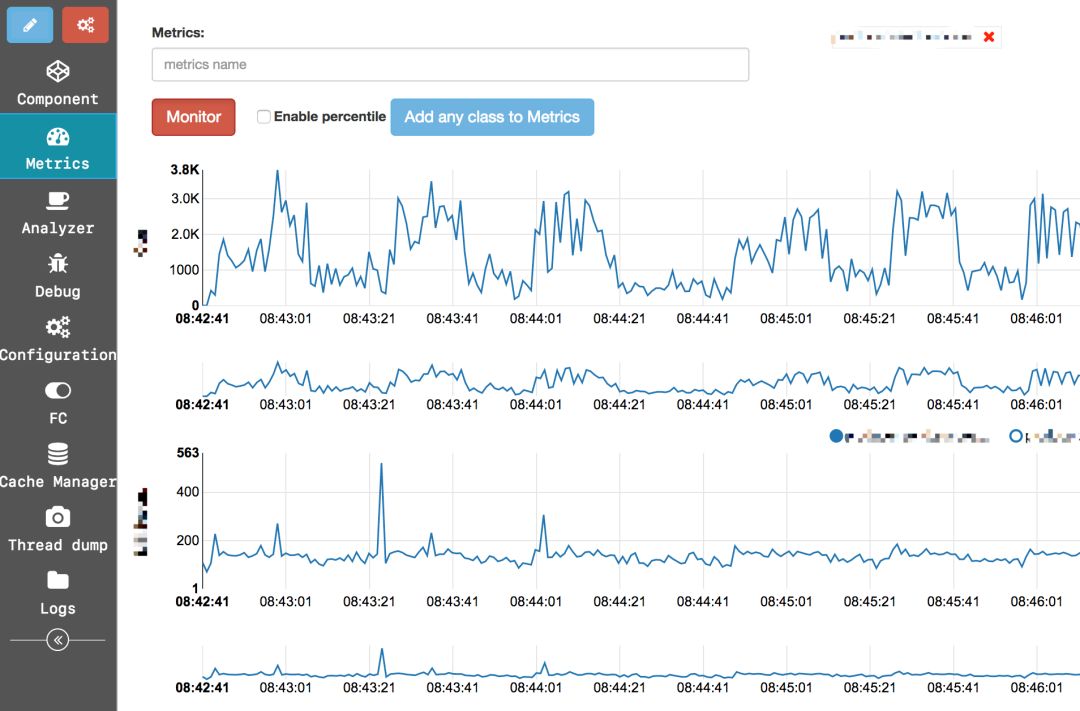 Component
Metrics
Analyzer
Debug
Configuration
FC
Cache Manager
Thread dump
Logs
Metrics:
metrics name
Monitor
Enable percentile
Add any class to Metrics
3.8K
3.0K
2.0K
1000
0
08:42:41 08:43:01 08:43:21 08:43:41 08:44:01 08:44:21 08:44:41 08:45:01 08:45:21 08:45:41 08:46:01
08:42:41 08:43:01 08:43:21 08:43:41 08:44:01 08:44:21 08:44:41 08:45:01 08:45:21 08:45:41 08:46:01
563
400
200
1
08:42:41 08:43:01 08:43:21 08:43:41 08:44:01 08:44:21 08:44:41 08:45:01 08:45:21 08:45:41 08:46:01
08:42:41 08:43:01 08:43:21 08:43:41 08:44:01 08:44:21 08:44:41 08:45:01 08:45:21 08:45:41 08:46:01